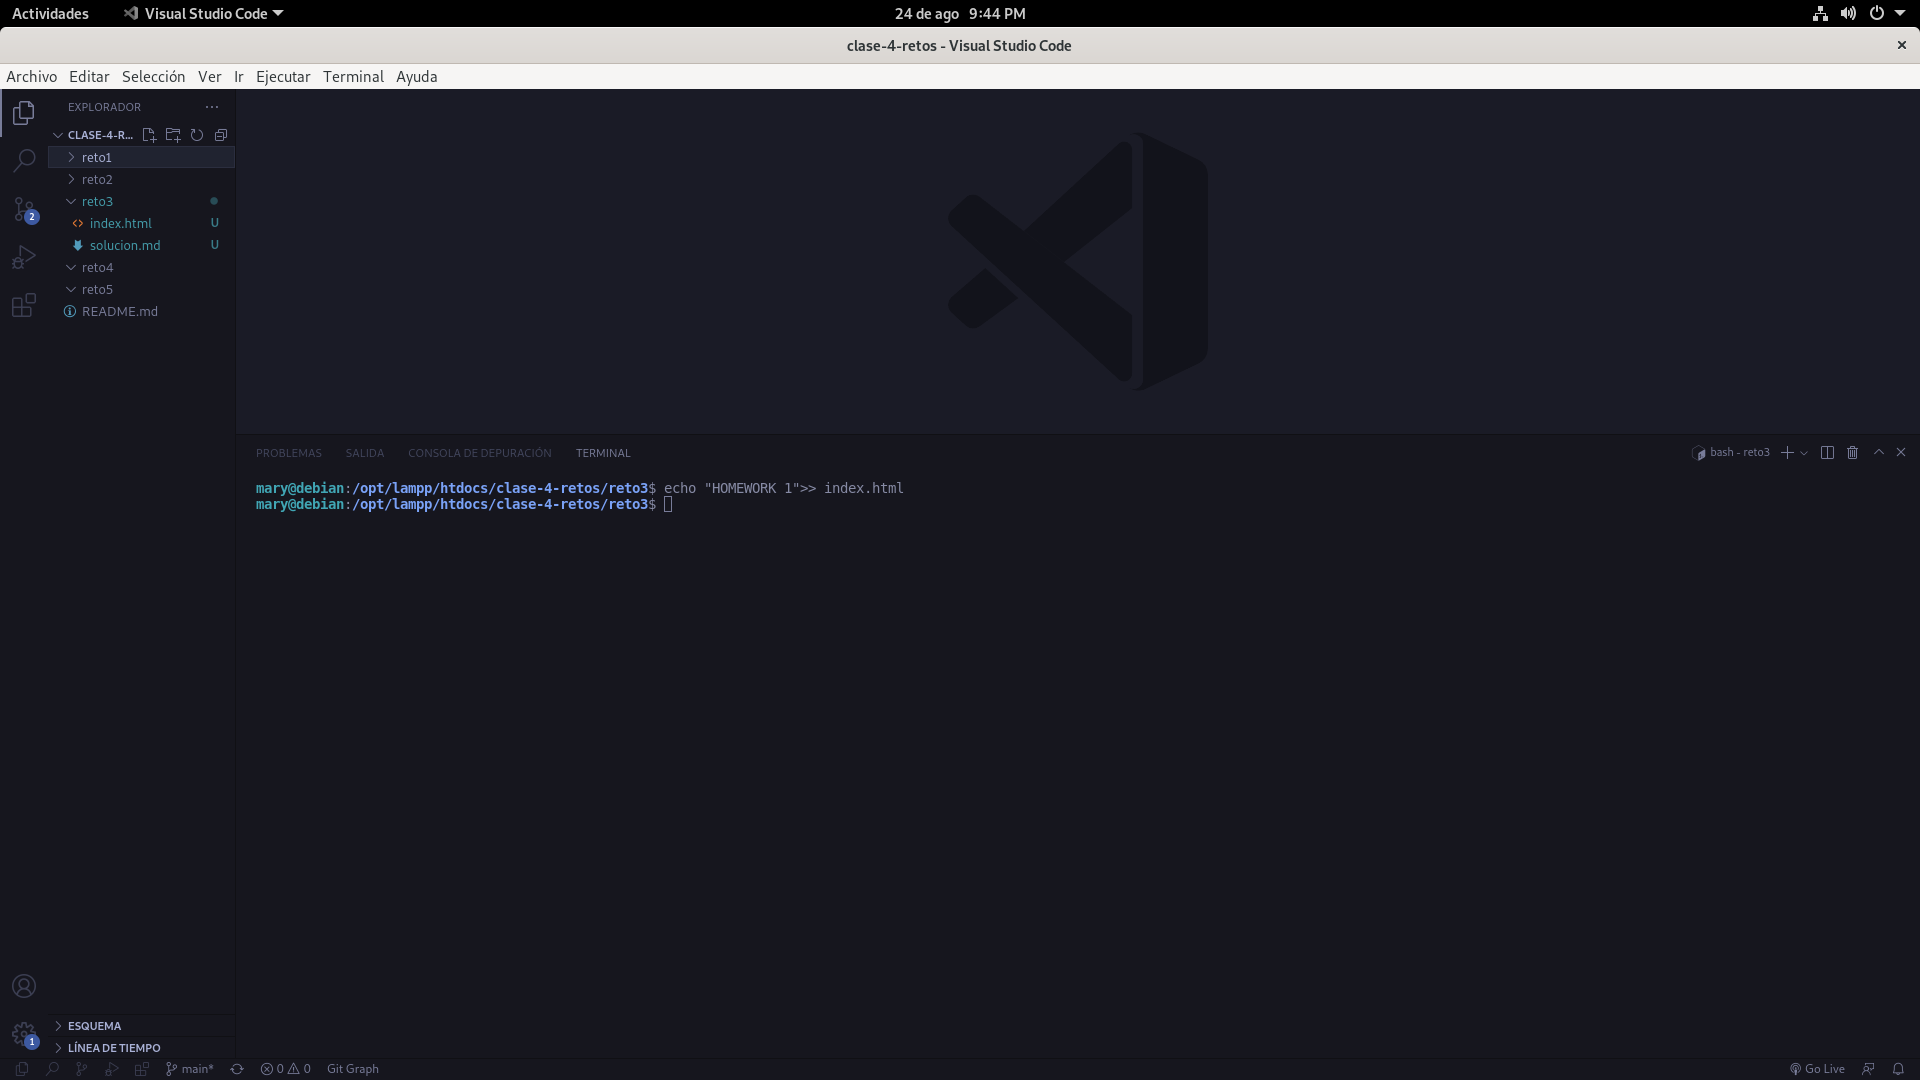 Actividades Visual Studio Code 24 de ago 9:44 PM
clase-4-retos - Visual Studio Code
Archivo Editar Selección Ver Ir Ejecutar Terminal Ayuda
EXPLORADOR
CLASE-4-R...
reto1
reto2
reto3
index.html U
solucion.md U
reto4
reto5
README.md
2
PROBLEMAS SALIDA CONSOLA DE DEPURACIÓN TERMINAL bash - reto3
mary@debian:/opt/lampp/htdocs/clase-4-retos/reto3$ echo "HOMEWORK 1">> index.html
mary@debian:/opt/lampp/htdocs/clase-4-retos/reto3$
ESQUEMA
1
LÍNEA DE TIEMPO
main* 0 0 Git Graph Go Live